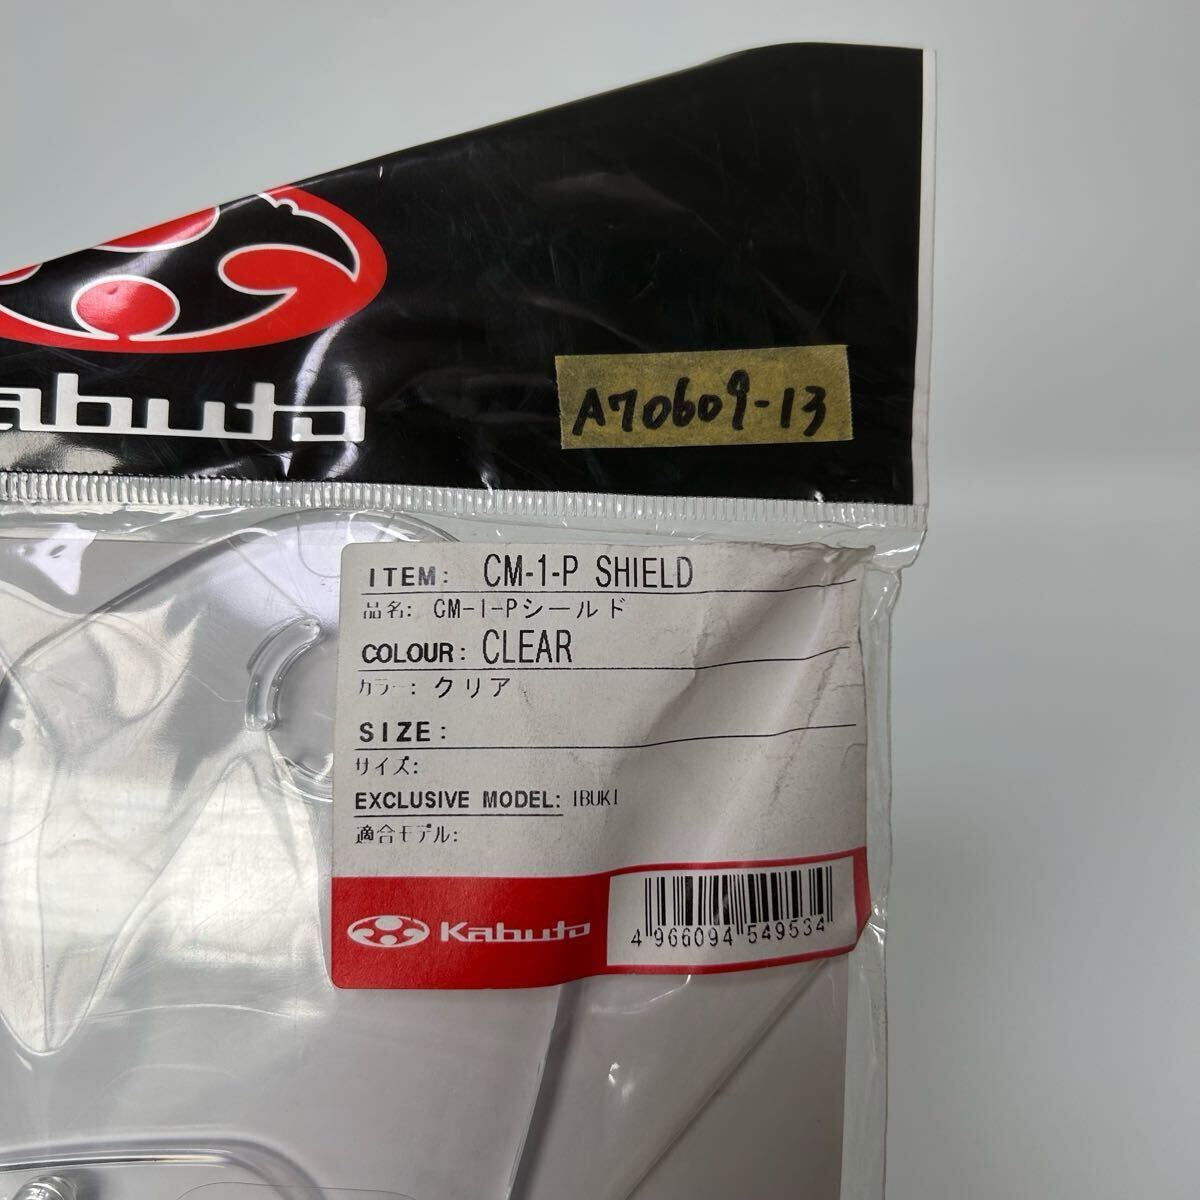 abuto
A70609-13
ITEM: CM-1-P SHIELD
品名: CM-1-Pシールド
COLOUR: CLEAR
カラー: クリア
SIZE:
サイズ:
EXCLUSIVE MODEL: IBUKI
適合モデル:
Kabuto
4 966094 549534